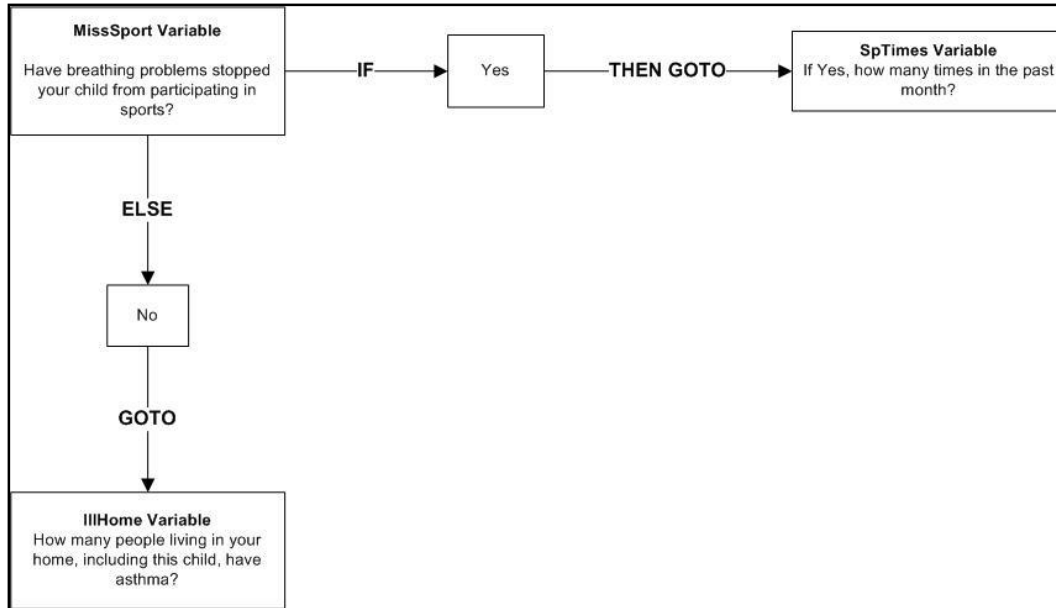 MissSport Variable
Have breathing problems stopped
your child from participating in
sports?
IF
Yes
THEN GOTO
SpTimes Variable
If Yes, how many times in the past
month?
ELSE
No
GOTO
IllHome Variable
How many people living in your
home, including this child, have
asthma?